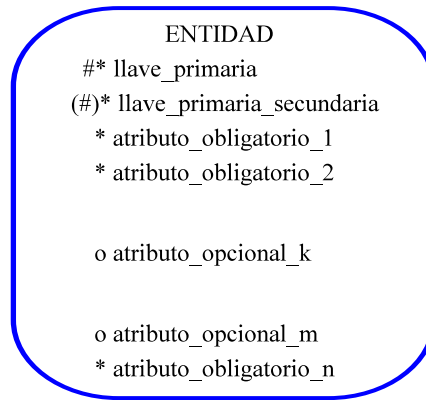 ENTIDAD
#* llave_primaria
(#)* llave_primaria_secundaria
* atributo_obligatorio_1
* atributo_obligatorio_2
o atributo_opcional_k
o atributo_opcional_m
* atributo_obligatorio_n